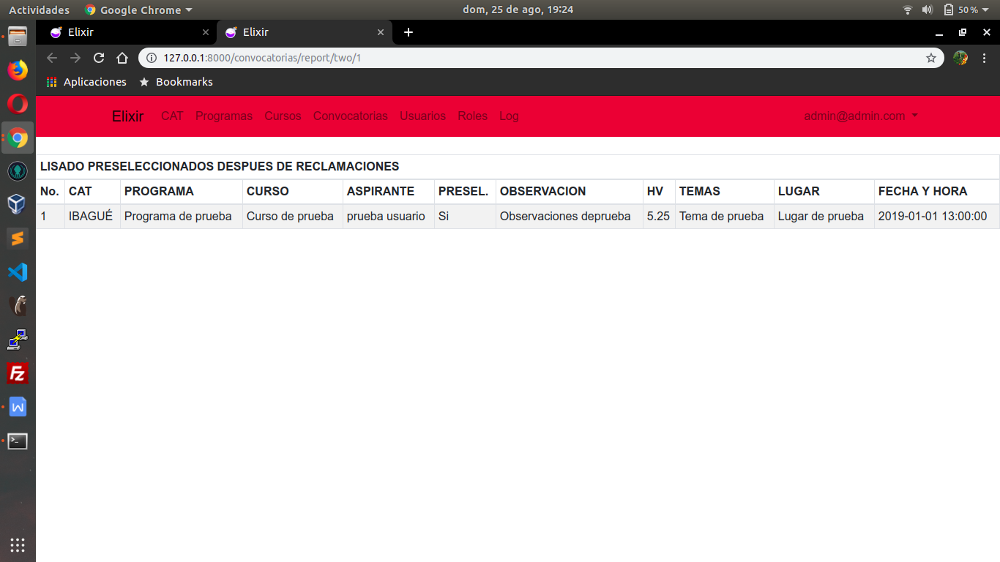 Actividades Google Chrome dom, 25 de ago, 19:24 50 %
Elixir Elixir
127.0.0.1:8000/convocatorias/report/two/1
Aplicaciones Bookmarks
Elixir CAT Programas Cursos Convocatorias Usuarios Roles Log admin@admin.com
LISADO PRESELECCIONADOS DESPUES DE RECLAMACIONES
No. CAT PROGRAMA CURSO ASPIRANTE PRESEL. OBSERVACION HV TEMAS LUGAR FECHA Y HORA
1 IBAGUÉ Programa de prueba Curso de prueba prueba usuario Si Observaciones deprueba 5.25 Tema de prueba Lugar de prueba 2019-01-01 13:00:00